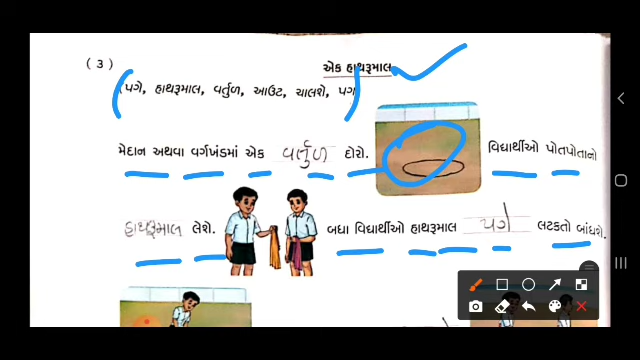 (૩)
એક હાથરૂમાલ
(પગે, હાથરૂમાલ, વર્તુળ, આઉટ, ચાલશે, પગ)
મેદાન અથવા વર્ગખંડમાં એક વર્તુળ દોરો. વિદ્યાર્થીઓ પોતપોતાનો
હાથરૂમાલ લેશે. બધા વિદ્યાર્થીઓ હાથરૂમાલ પગે લટકતો બાંધશે.